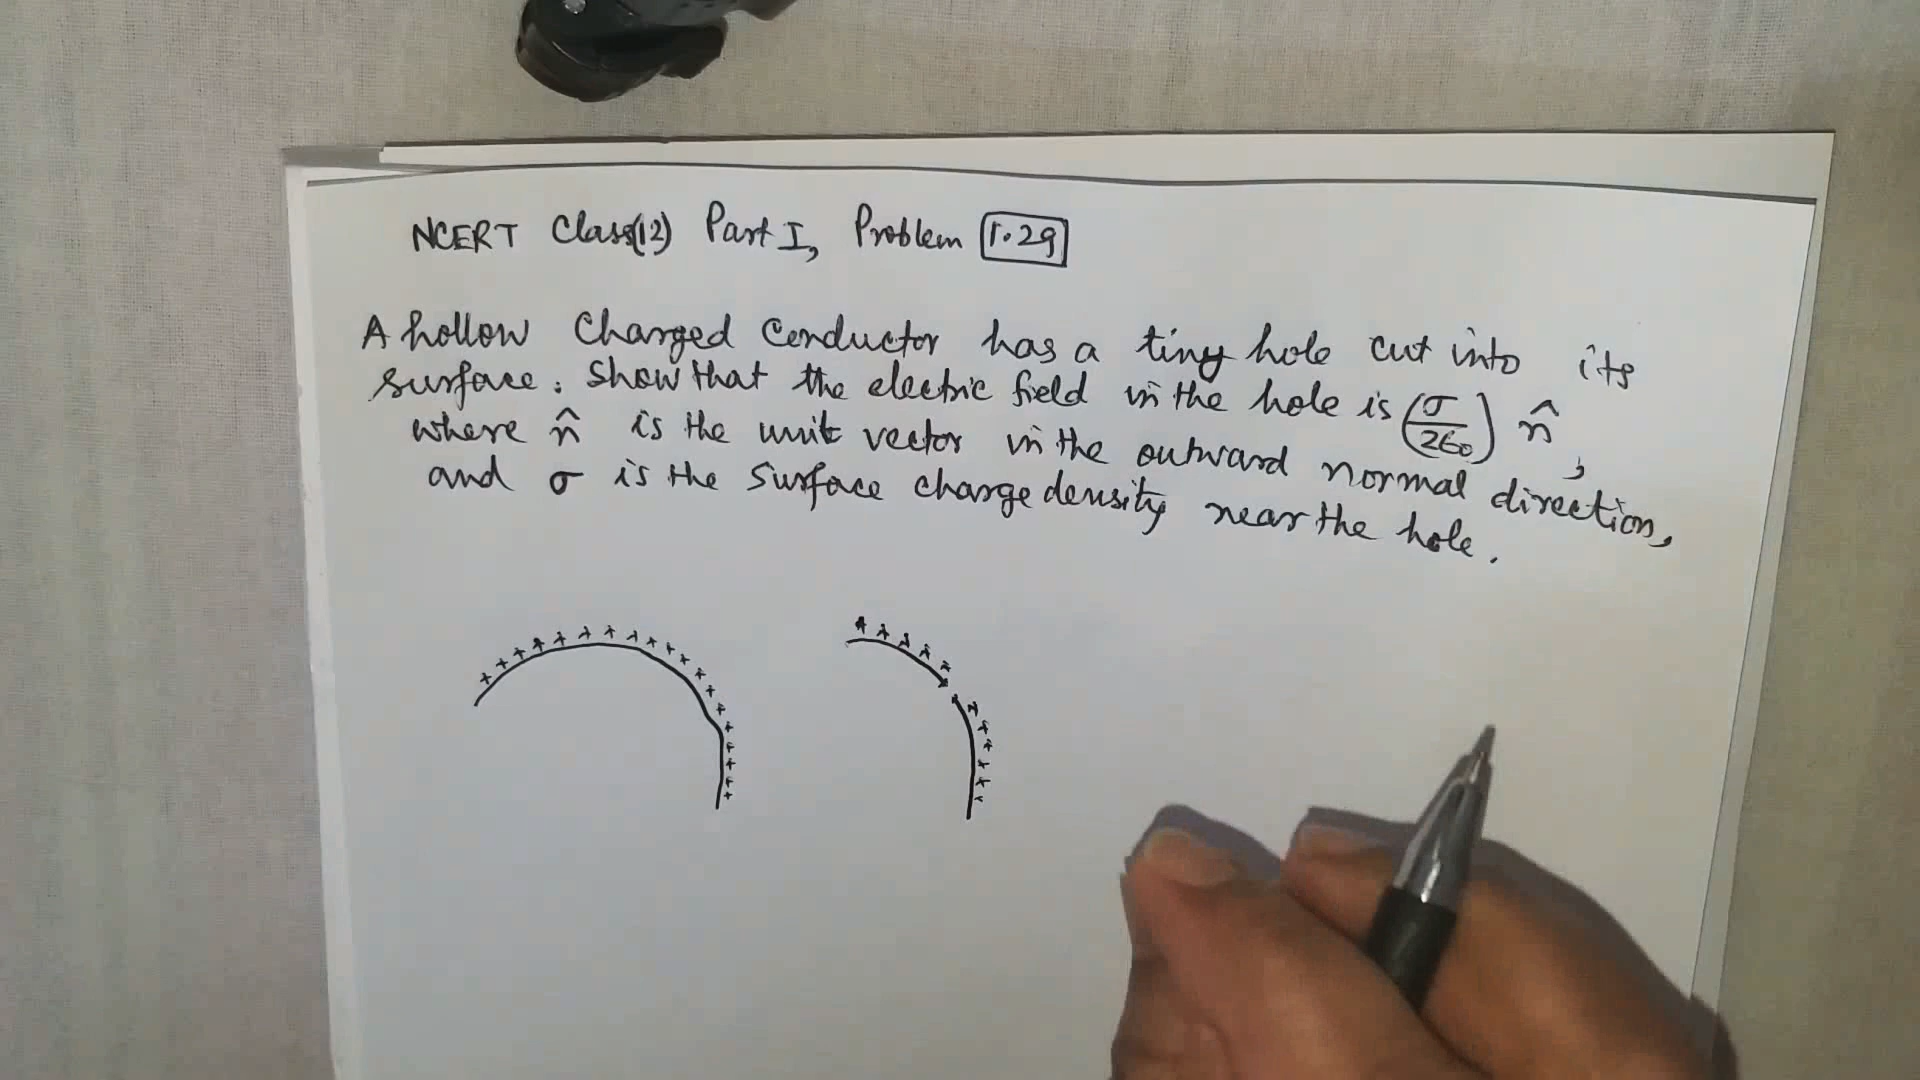 NCERT Class(12) Part I, Problem 1.29
A hollow Charged Conductor has a tiny hole cut into its
surface. Show that the electric field in the hole is (σ/2ϵ₀) n̂,
where n̂ is the unit vector in the outward normal direction,
and σ is the surface charge density near the hole.